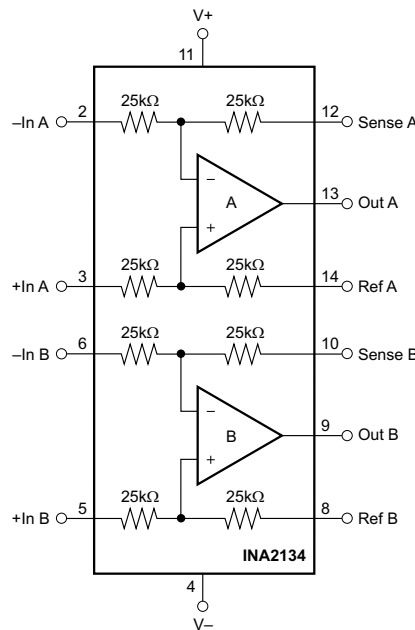 V+
11
25kΩ 25kΩ
–In A 2 12 Sense A
– A 13 Out A
+
25kΩ 25kΩ
+In A 3 14 Ref A
25kΩ 25kΩ
–In B 6 10 Sense B
– B 9 Out B
+
25kΩ 25kΩ
+In B 5 8 Ref B
INA2134
4
V–